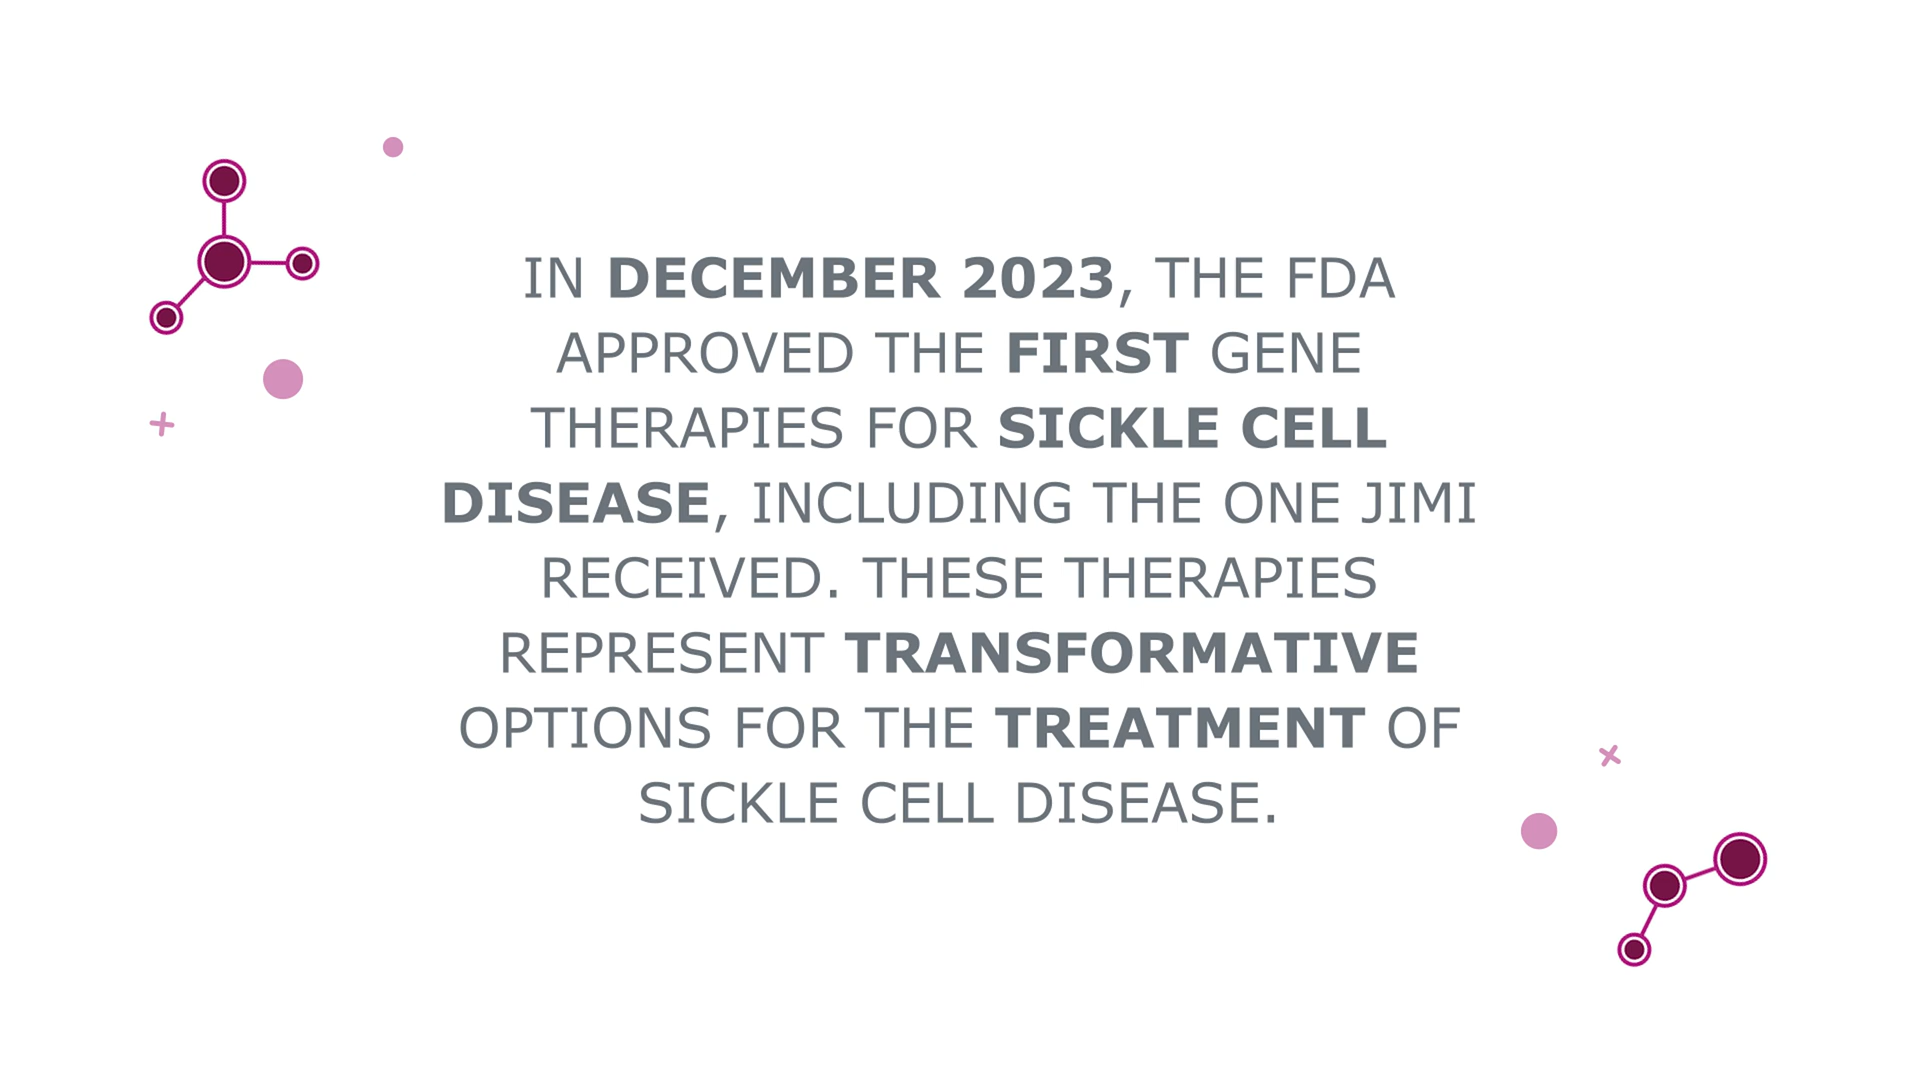 IN DECEMBER 2023, THE FDA
APPROVED THE FIRST GENE
THERAPIES FOR SICKLE CELL
DISEASE, INCLUDING THE ONE JIMI
RECEIVED. THESE THERAPIES
REPRESENT TRANSFORMATIVE
OPTIONS FOR THE TREATMENT OF
SICKLE CELL DISEASE.